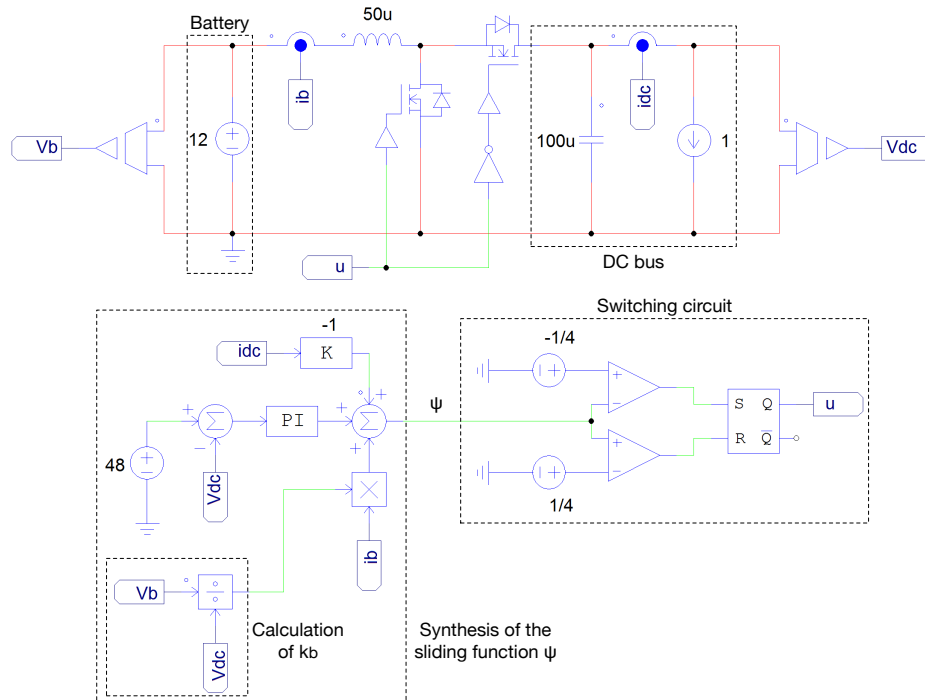 Battery
50u
ib
idc
Vb
12
100u
1
Vdc
u
DC bus
Switching circuit
-1
idc
K
-1/4
ψ
S Q
u
PI
R Q̅
48
Vdc
1/4
ib
Vb
Calculation
of kb
Synthesis of the
sliding function ψ
Vdc